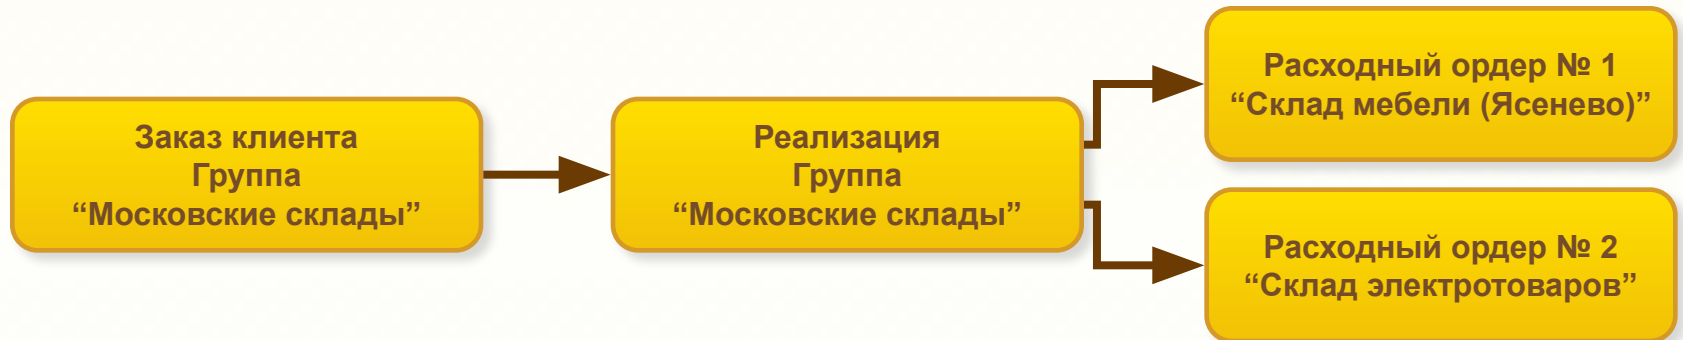 Заказ клиента
Группа
“Московские склады”
Реализация
Группа
“Московские склады”
Расходный ордер № 1
“Склад мебели (Ясенево)”
Расходный ордер № 2
“Склад электротоваров”